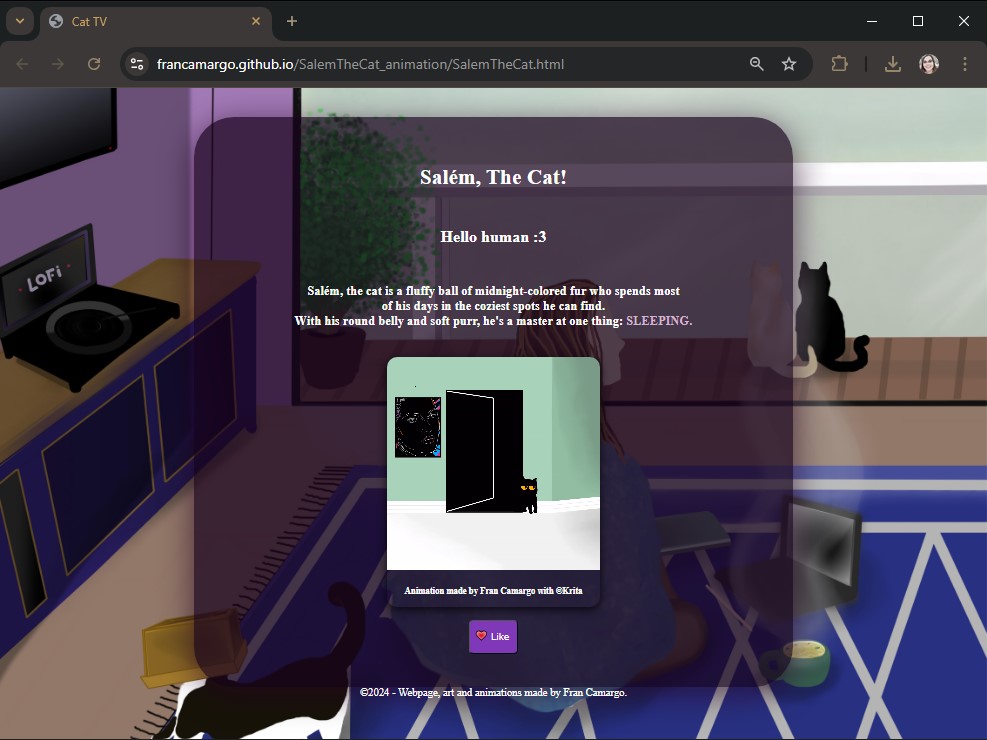 Cat TV
francamargo.github.io/SalemTheCat_animation/SalemTheCat.html
Salém, The Cat!
Hello human :3
LOFi
Salém, the cat is a fluffy ball of midnight-colored fur who spends most
of his days in the coziest spots he can find.
With his round belly and soft purr, he's a master at one thing: SLEEPING.
Animation made by Fran Camargo with ©Krita
Like
©2024 - Webpage, art and animations made by Fran Camargo.